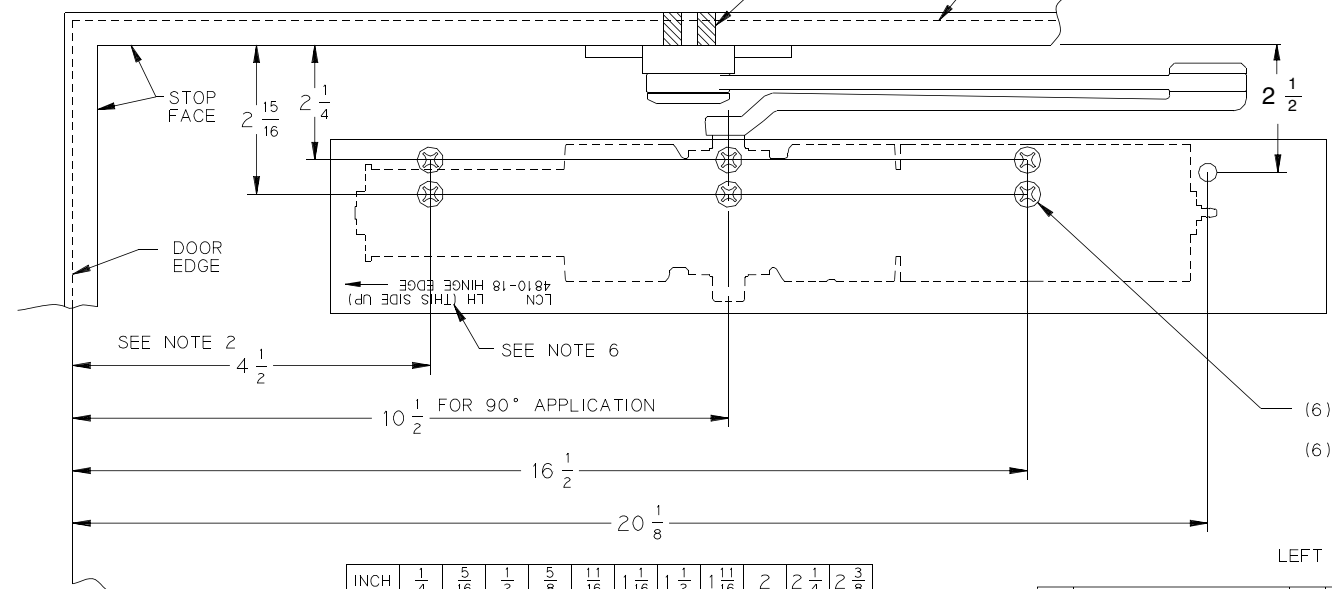 STOP
FACE
2 15/16
2 1/4
2 1/2
DOOR
EDGE
4810-18 HINGE EDGE
LCN LH (THIS SIDE UP)
SEE NOTE 2
SEE NOTE 6
4 1/2
10 1/2 FOR 90° APPLICATION
(6)
(6)
16 1/2
20 1/8
LEFT
INCH 1/4 5/16 1/2 5/8 11/16 1 1/16 1 1/2 1 11/16 2 2 1/4 2 3/8